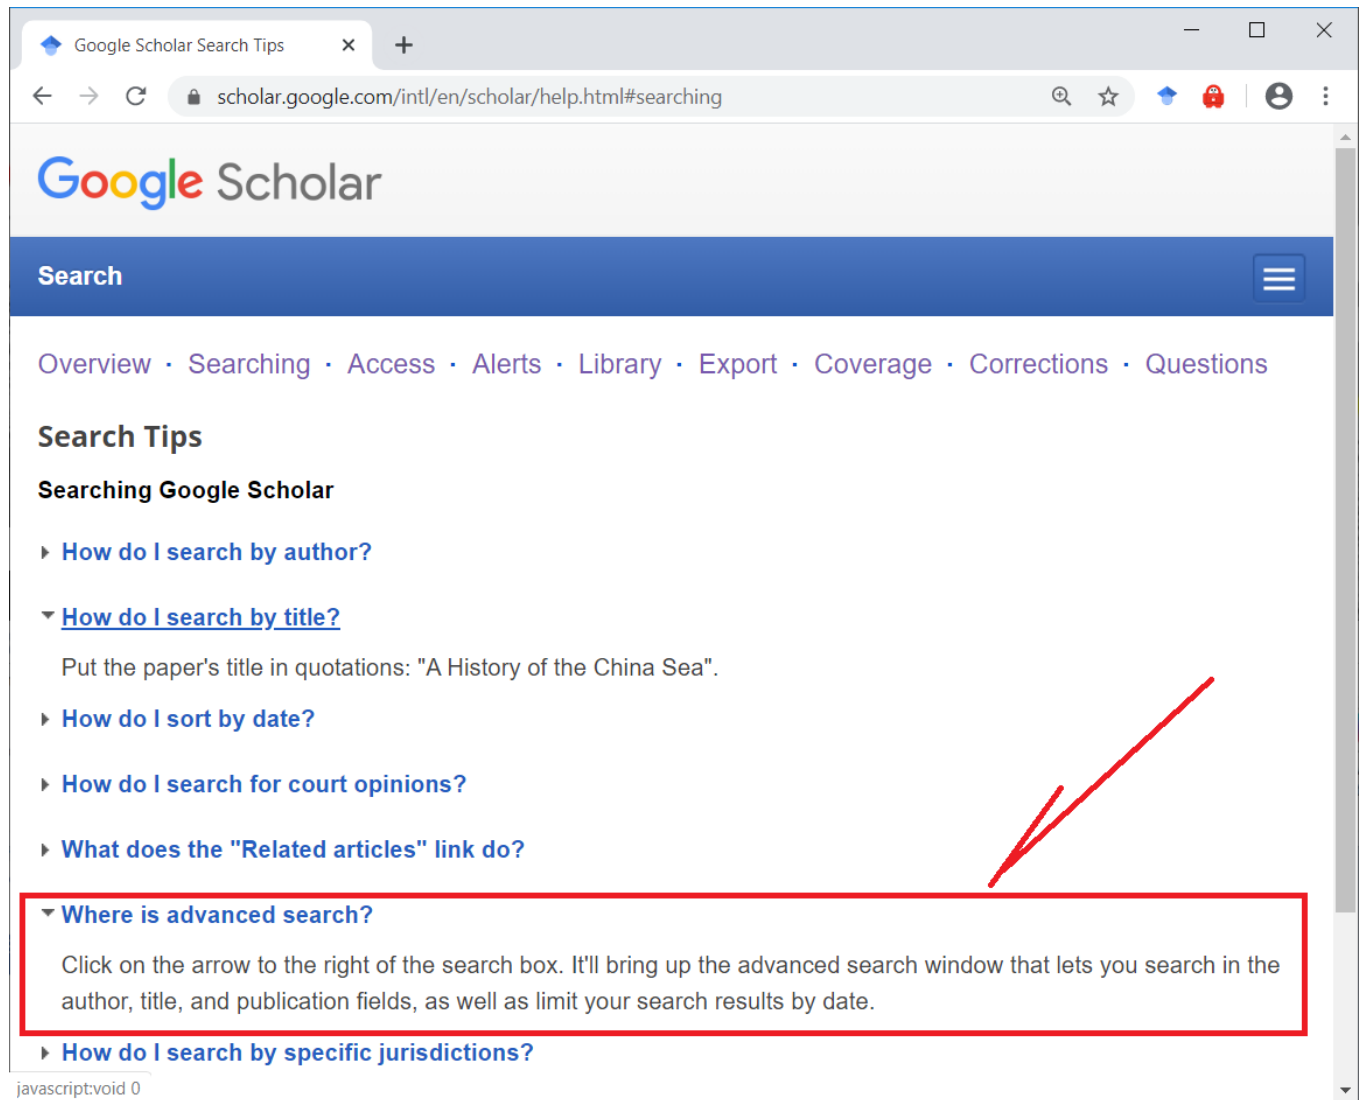 Google Scholar Search Tips
scholar.google.com/intl/en/scholar/help.html#searching
Google Scholar
Search
Overview · Searching · Access · Alerts · Library · Export · Coverage · Corrections · Questions
Search Tips
Searching Google Scholar
How do I search by author?
How do I search by title?
Put the paper's title in quotations: "A History of the China Sea".
How do I sort by date?
How do I search for court opinions?
What does the "Related articles" link do?
Where is advanced search?
Click on the arrow to the right of the search box. It'll bring up the advanced search window that lets you search in the
author, title, and publication fields, as well as limit your search results by date.
How do I search by specific jurisdictions?
javascript:void 0